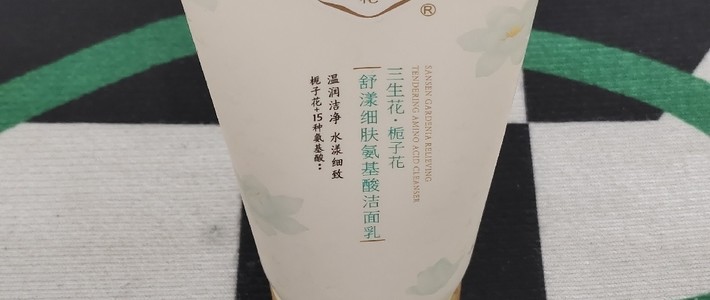 花
®
SANSEN GARDENIA RELIEVING
TENDERING AMINO ACID CLEANSER
三生花·栀子花
舒漾细肤氨基酸洁面乳
温润洁净 水漾细致
栀子花+15种氨基酸